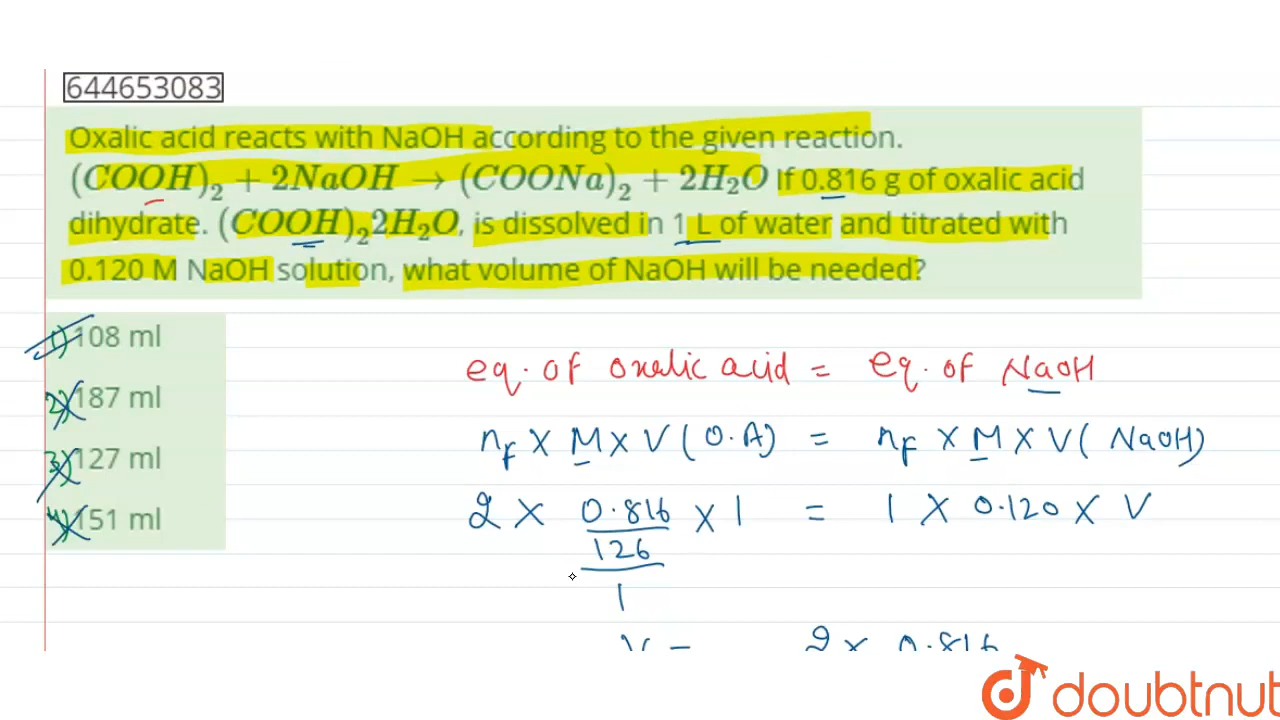 644653083
Oxalic acid reacts with NaOH according to the given reaction.
(COOH)₂ + 2NaOH → (COONa)₂ + 2H₂O If 0.816 g of oxalic acid
dihydrate. (COOH)₂2H₂O, is dissolved in 1 L of water and titrated with
0.120 M NaOH solution, what volume of NaOH will be needed?
1) 108 ml
2) 187 ml
3) 127 ml
4) 151 ml
eq. of oxalic acid = eq. of NaOH
nF × M × V (O.A) = nF × M × V ( NaOH)
2 × 0.816 × 1 = 1 × 0.120 × V
126
1
V = 2 × 0.816
doubtnut